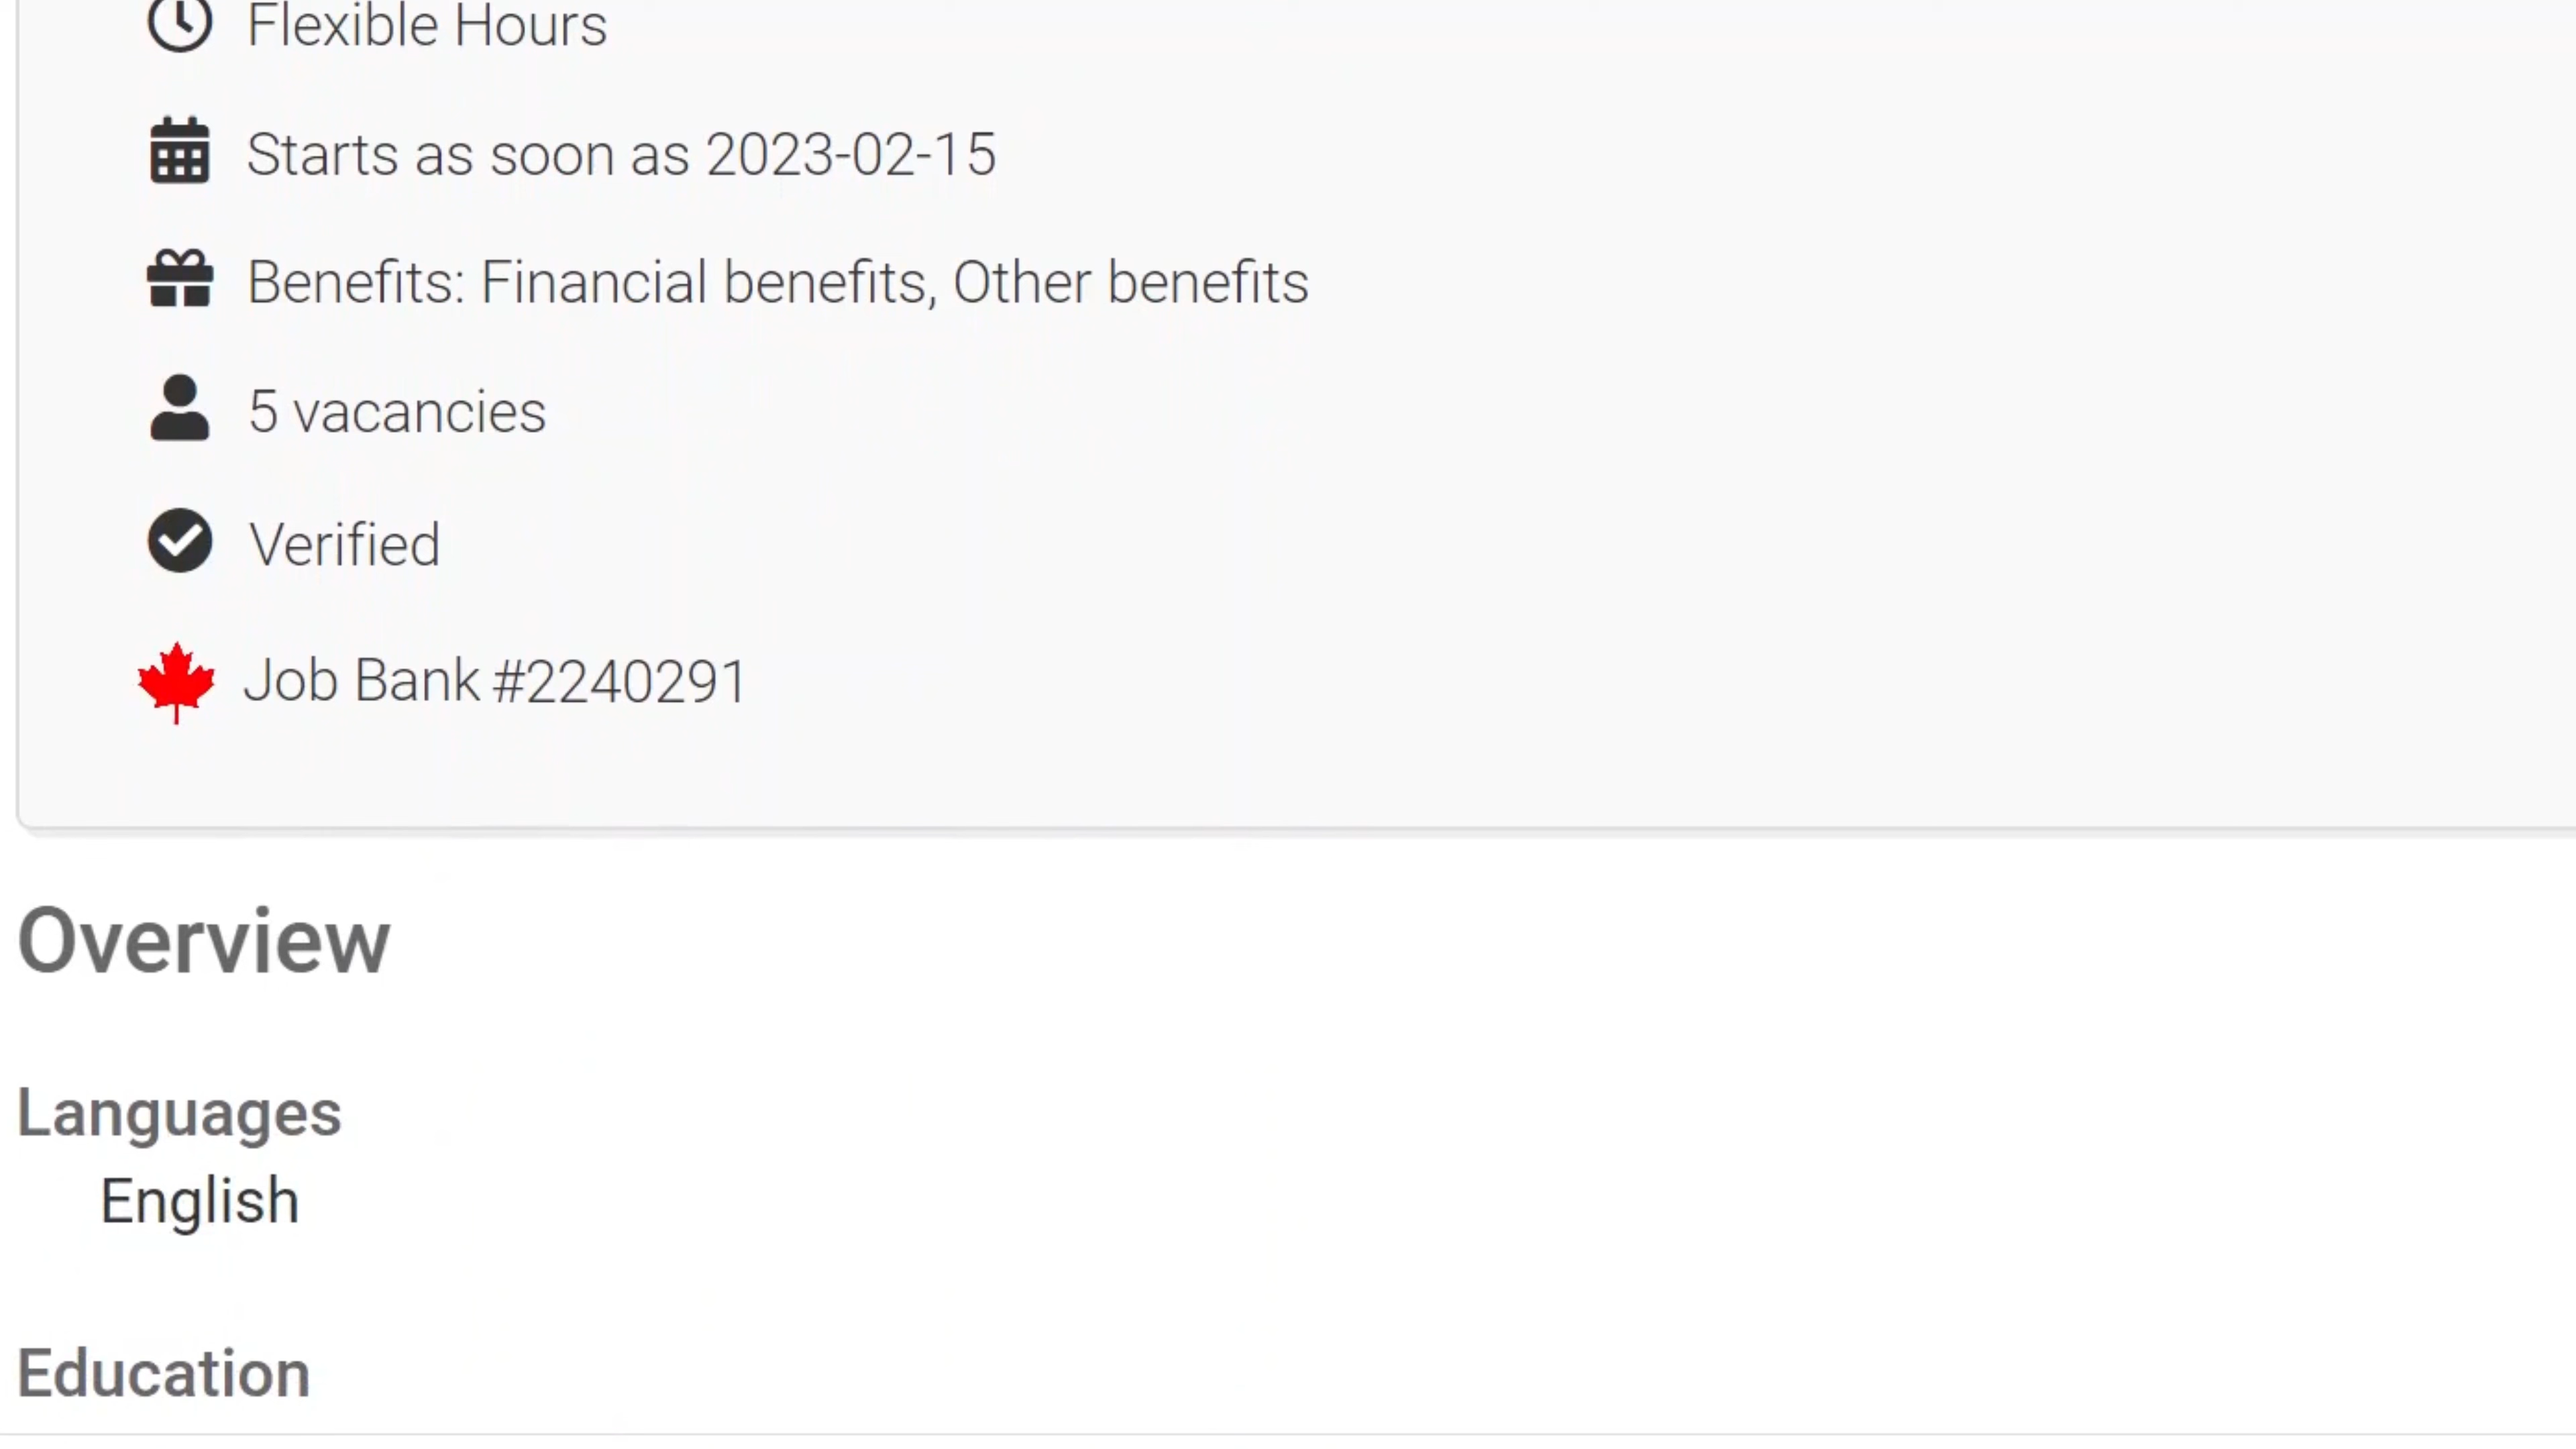 Flexible Hours
Starts as soon as 2023-02-15
Benefits: Financial benefits, Other benefits
5 vacancies
Verified
Job Bank #2240291
Overview
Languages
English
Education